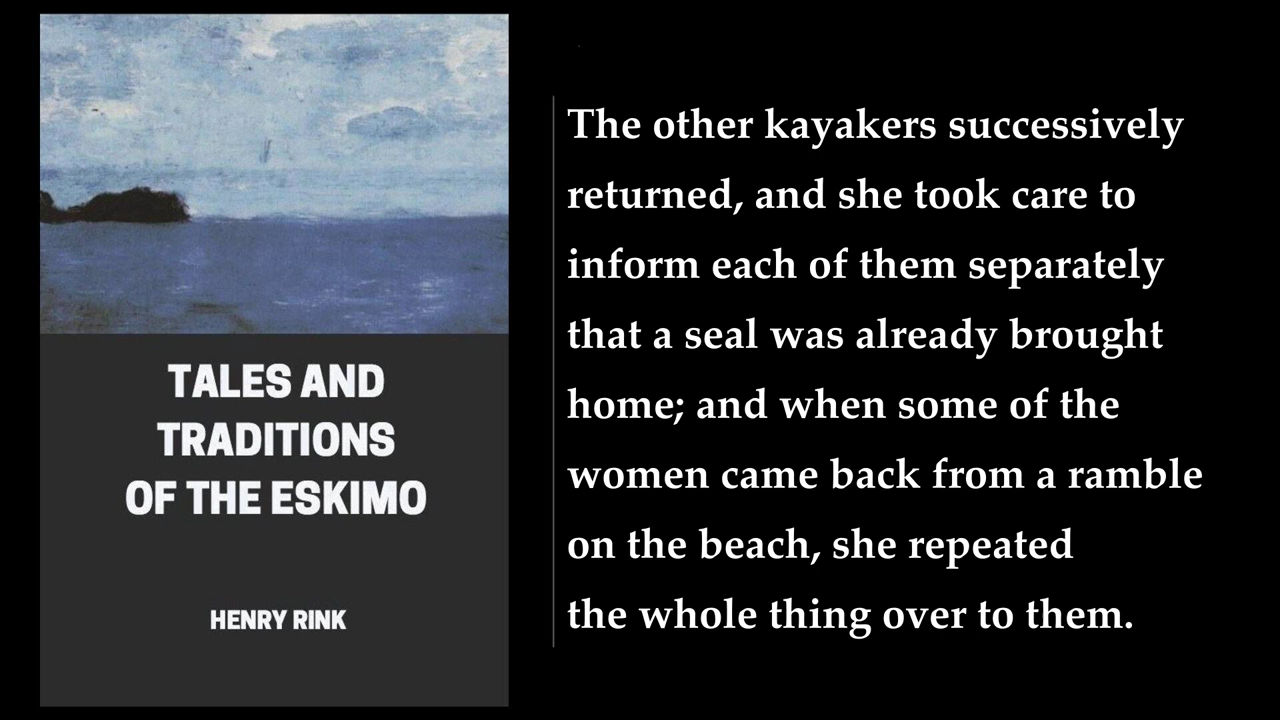 TALES AND
TRADITIONS
OF THE ESKIMO
HENRY RINK
The other kayakers successively
returned, and she took care to
inform each of them separately
that a seal was already brought
home; and when some of the
women came back from a ramble
on the beach, she repeated
the whole thing over to them.